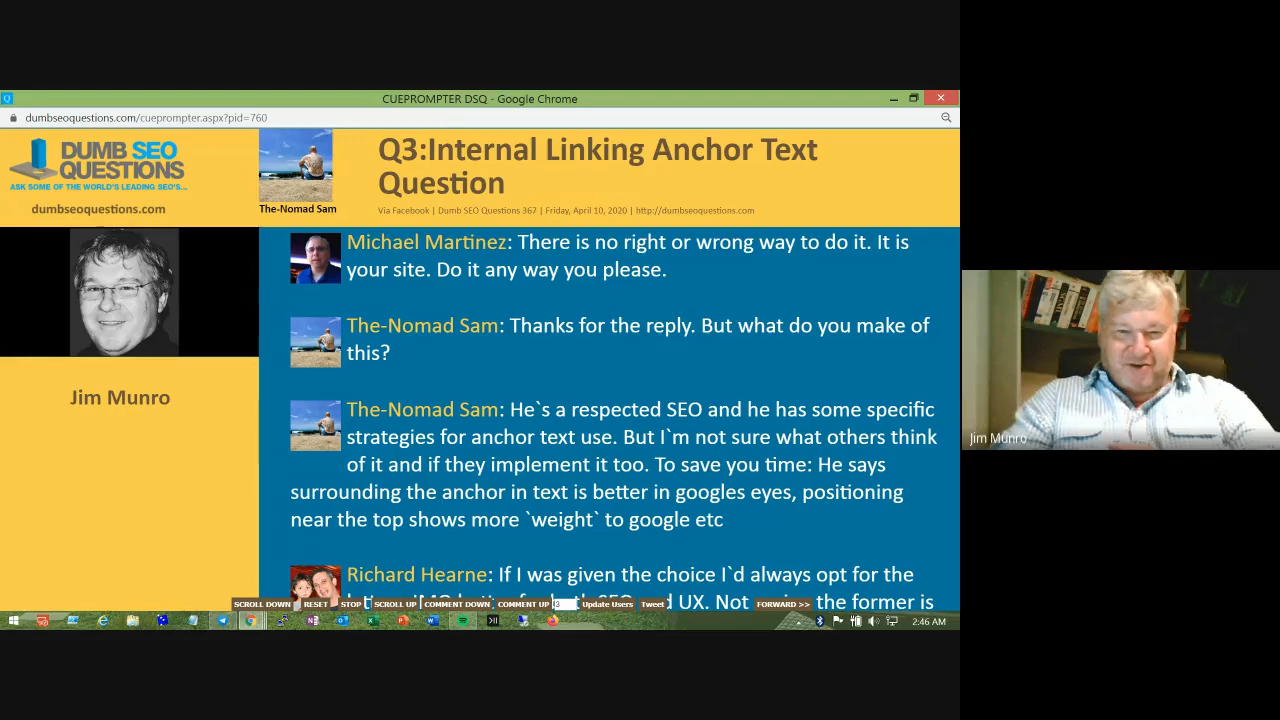 CUEPROMPTER DSQ - Google Chrome
dumbseoquestions.com/cueprompter.aspx?pid=760
DUMB SEO
QUESTIONS
ASK SOME OF THE WORLD'S LEADING SEO'S...
dumbseoquestions.com
The-Nomad Sam
Q3:Internal Linking Anchor Text
Question
Via Facebook | Dumb SEO Questions 367 | Friday, April 10, 2020 | http://dumbseoquestions.com
Jim Munro
Michael Martinez: There is no right or wrong way to do it. It is
your site. Do it any way you please.
The-Nomad Sam: Thanks for the reply. But what do you make of
this?
The-Nomad Sam: He`s a respected SEO and he has some specific
strategies for anchor text use. But I`m not sure what others think
of it and if they implement it too. To save you time: He says
surrounding the anchor in text is better in googles eyes, positioning
near the top shows more `weight` to google etc
Richard Hearne: If I was given the choice I`d always opt for the
UX. Not the former is
SCROLL DOWN RESET STOP SCROLL UP COMMENT DOWN COMMENT UP Update Users Tweet FORWARD >>
2:46 AM
Jim Munro